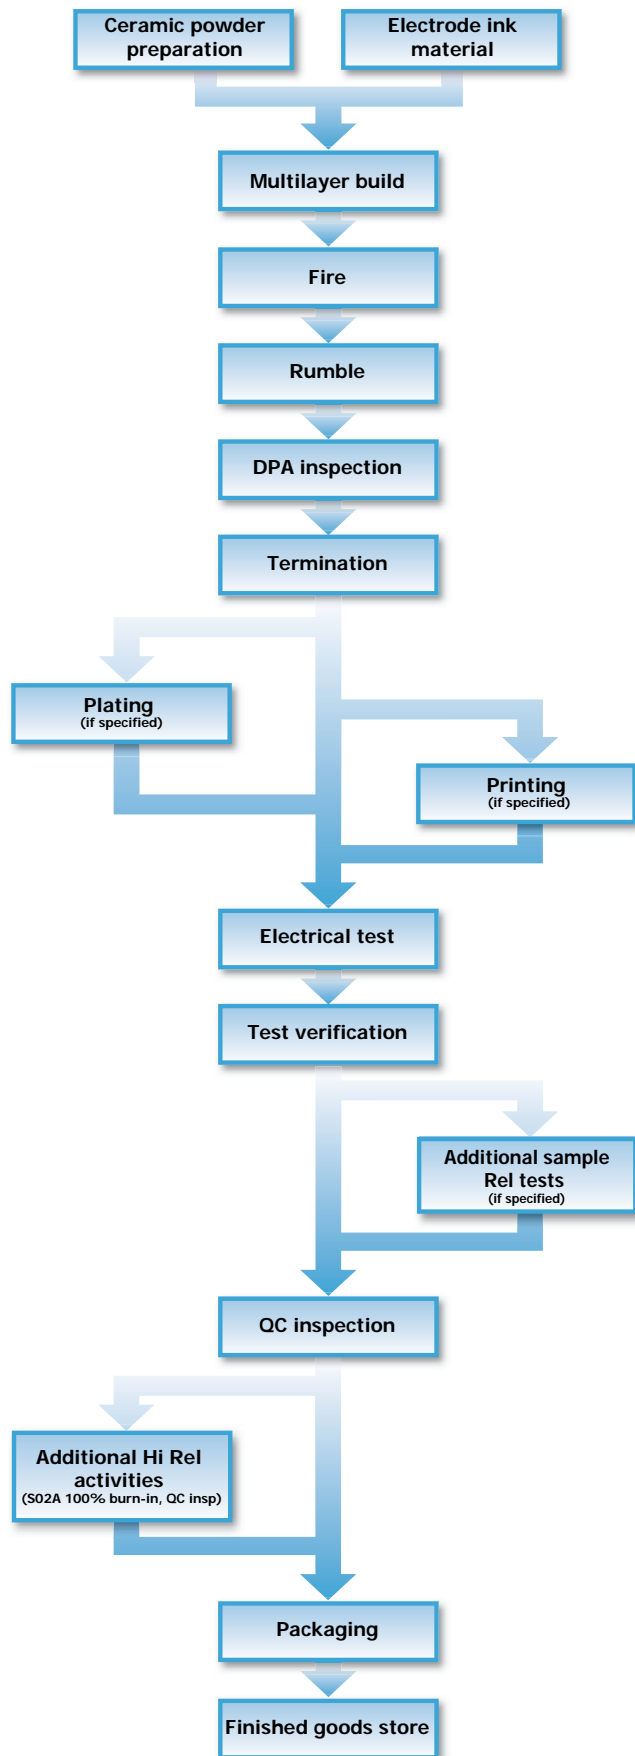 Ceramic powder
preparation
Electrode ink
material
Multilayer build
Fire
Rumble
DPA inspection
Termination
Plating
(if specified)
Printing
(if specified)
Electrical test
Test verification
Additional sample
Rel tests
(if specified)
QC inspection
Additional Hi Rel
activities
(S02A 100% burn-in, QC insp)
Packaging
Finished goods store